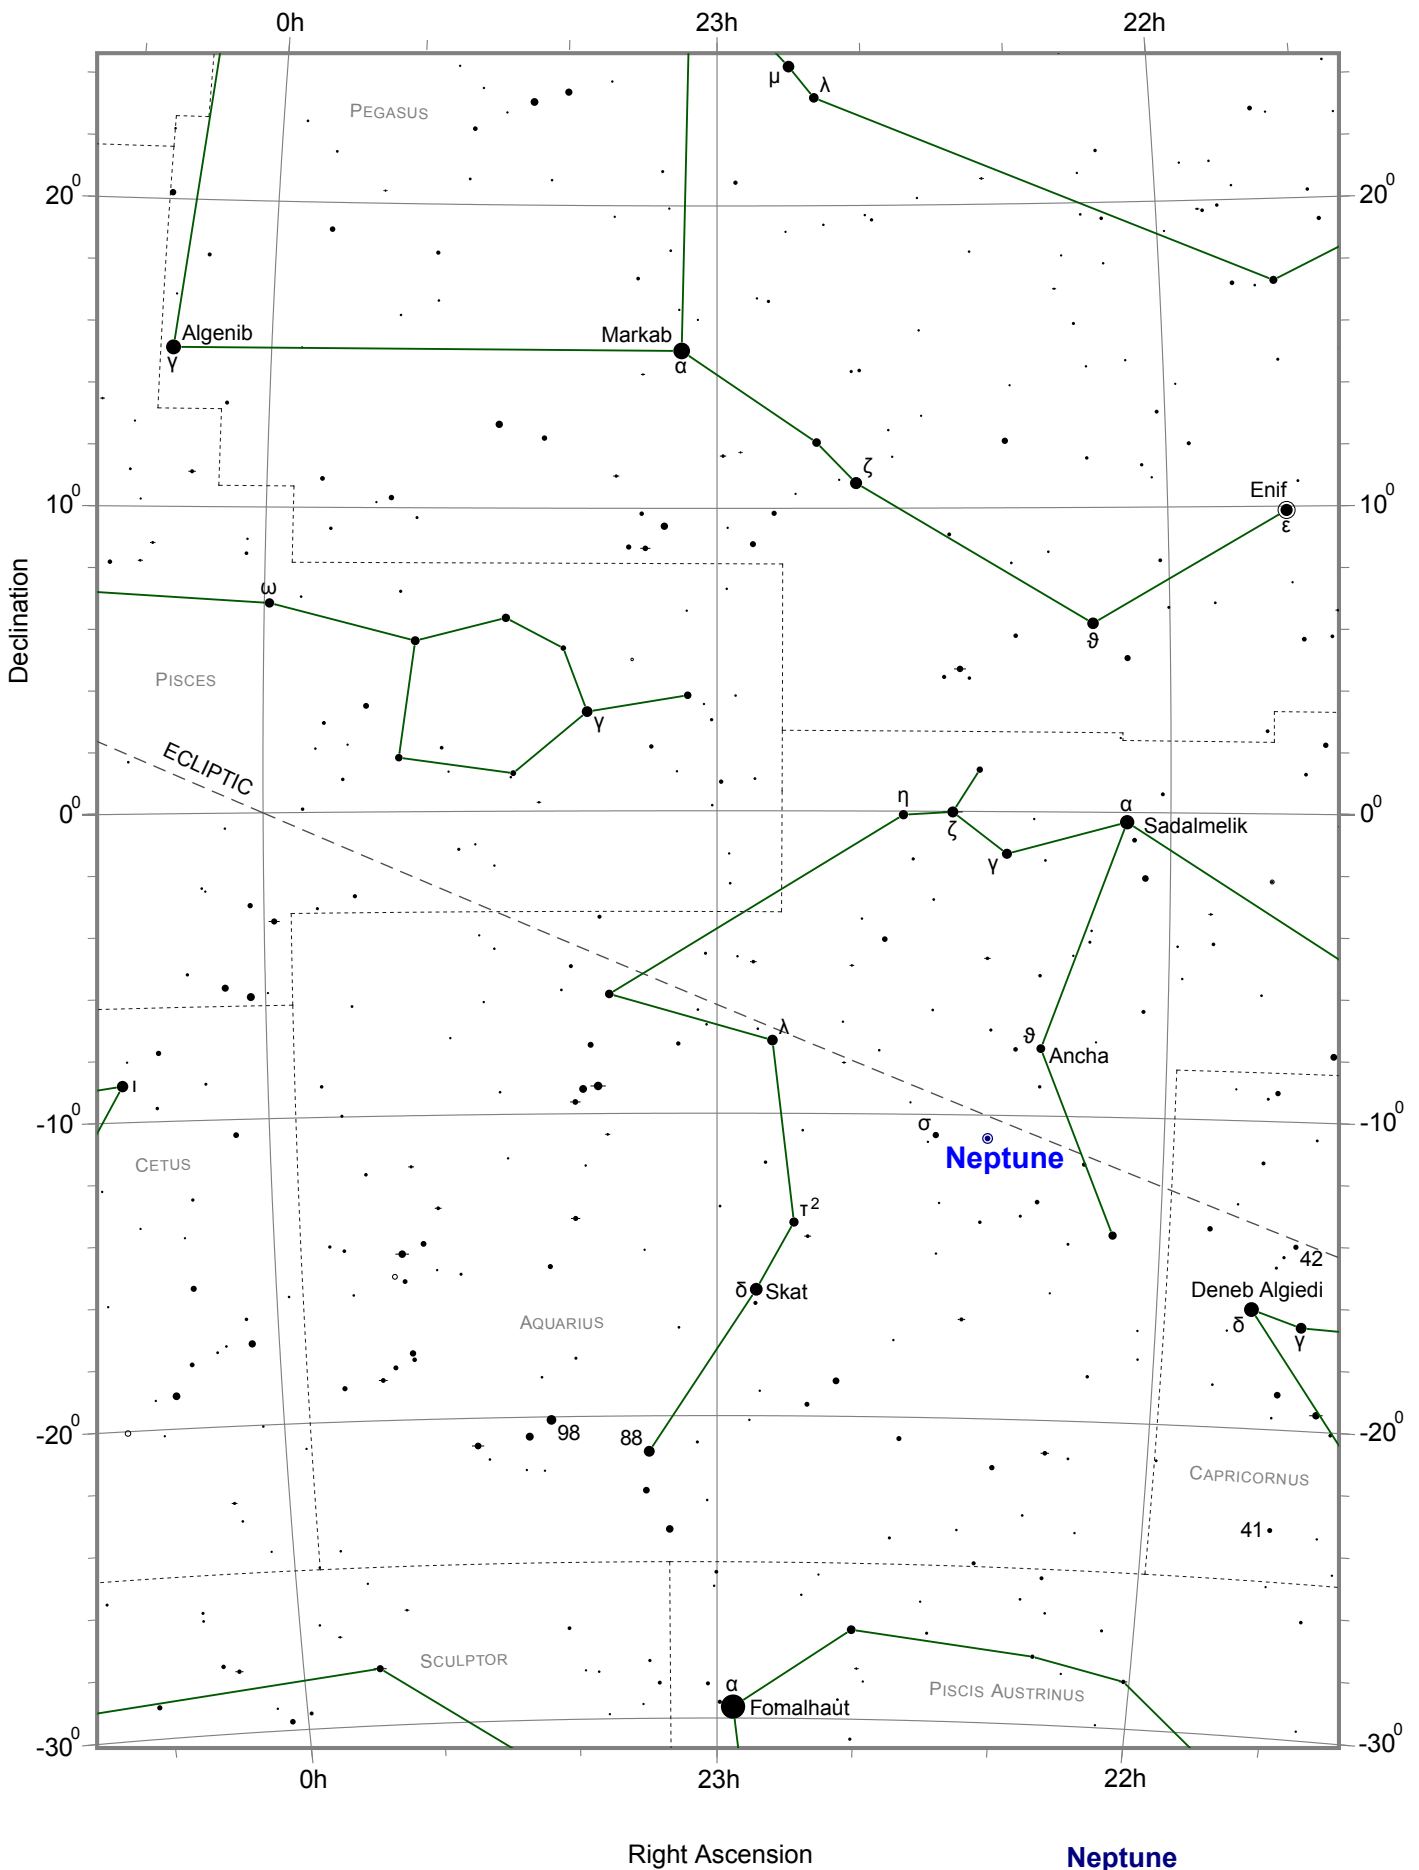 0h 23h 22h
μ λ
PEGASUS
20⁰ 20⁰
Algenib Markab
γ α
ζ
Enif
10⁰ 10⁰
ε
Declination
ω
ϑ
PISCES
γ
ECLIPTIC
η α
0⁰ 0⁰
ζ Sadalmelik
γ
λ ϑ
Ancha
ι
-10⁰ σ -10⁰
Neptune
CETUS
τ²
42
δ Skat Deneb Algiedi
AQUARIUS δ
γ
-20⁰ 98 88 -20⁰
CAPRICORNUS
41
SCULPTOR
α PISCIS AUSTRINUS
Fomalhaut
-30⁰ -30⁰
0h 23h 22h
Right Ascension Neptune